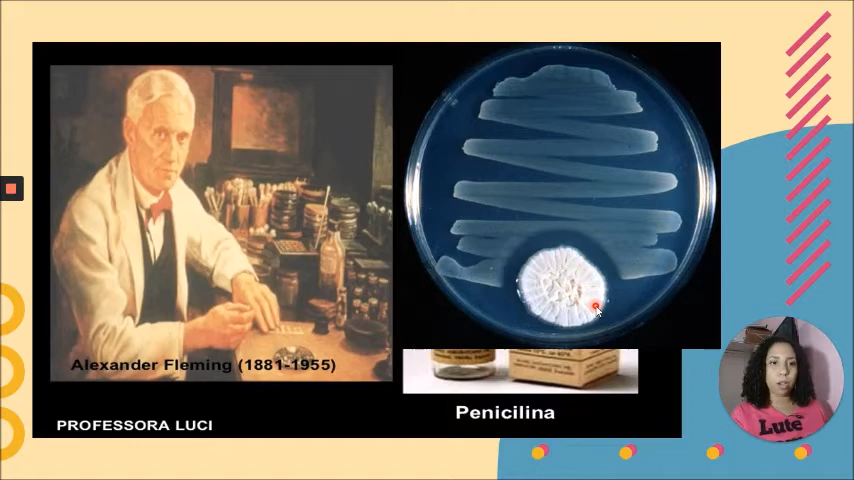 Alexander Fleming (1881-1955)
Penicilina
PROFESSORA LUCI
Lute